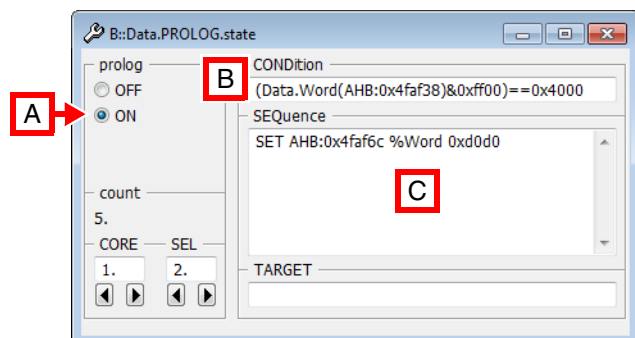 B::Data.PROLOG.state
prolog
OFF
ON
A
B
CONDition
(Data.Word(AHB:0x4faf38)&0xff00)==0x4000
SEQuence
SET AHB:0x4faf6c %Word 0xd0d0
C
count
5.
CORE SEL
1. 2.
TARGET